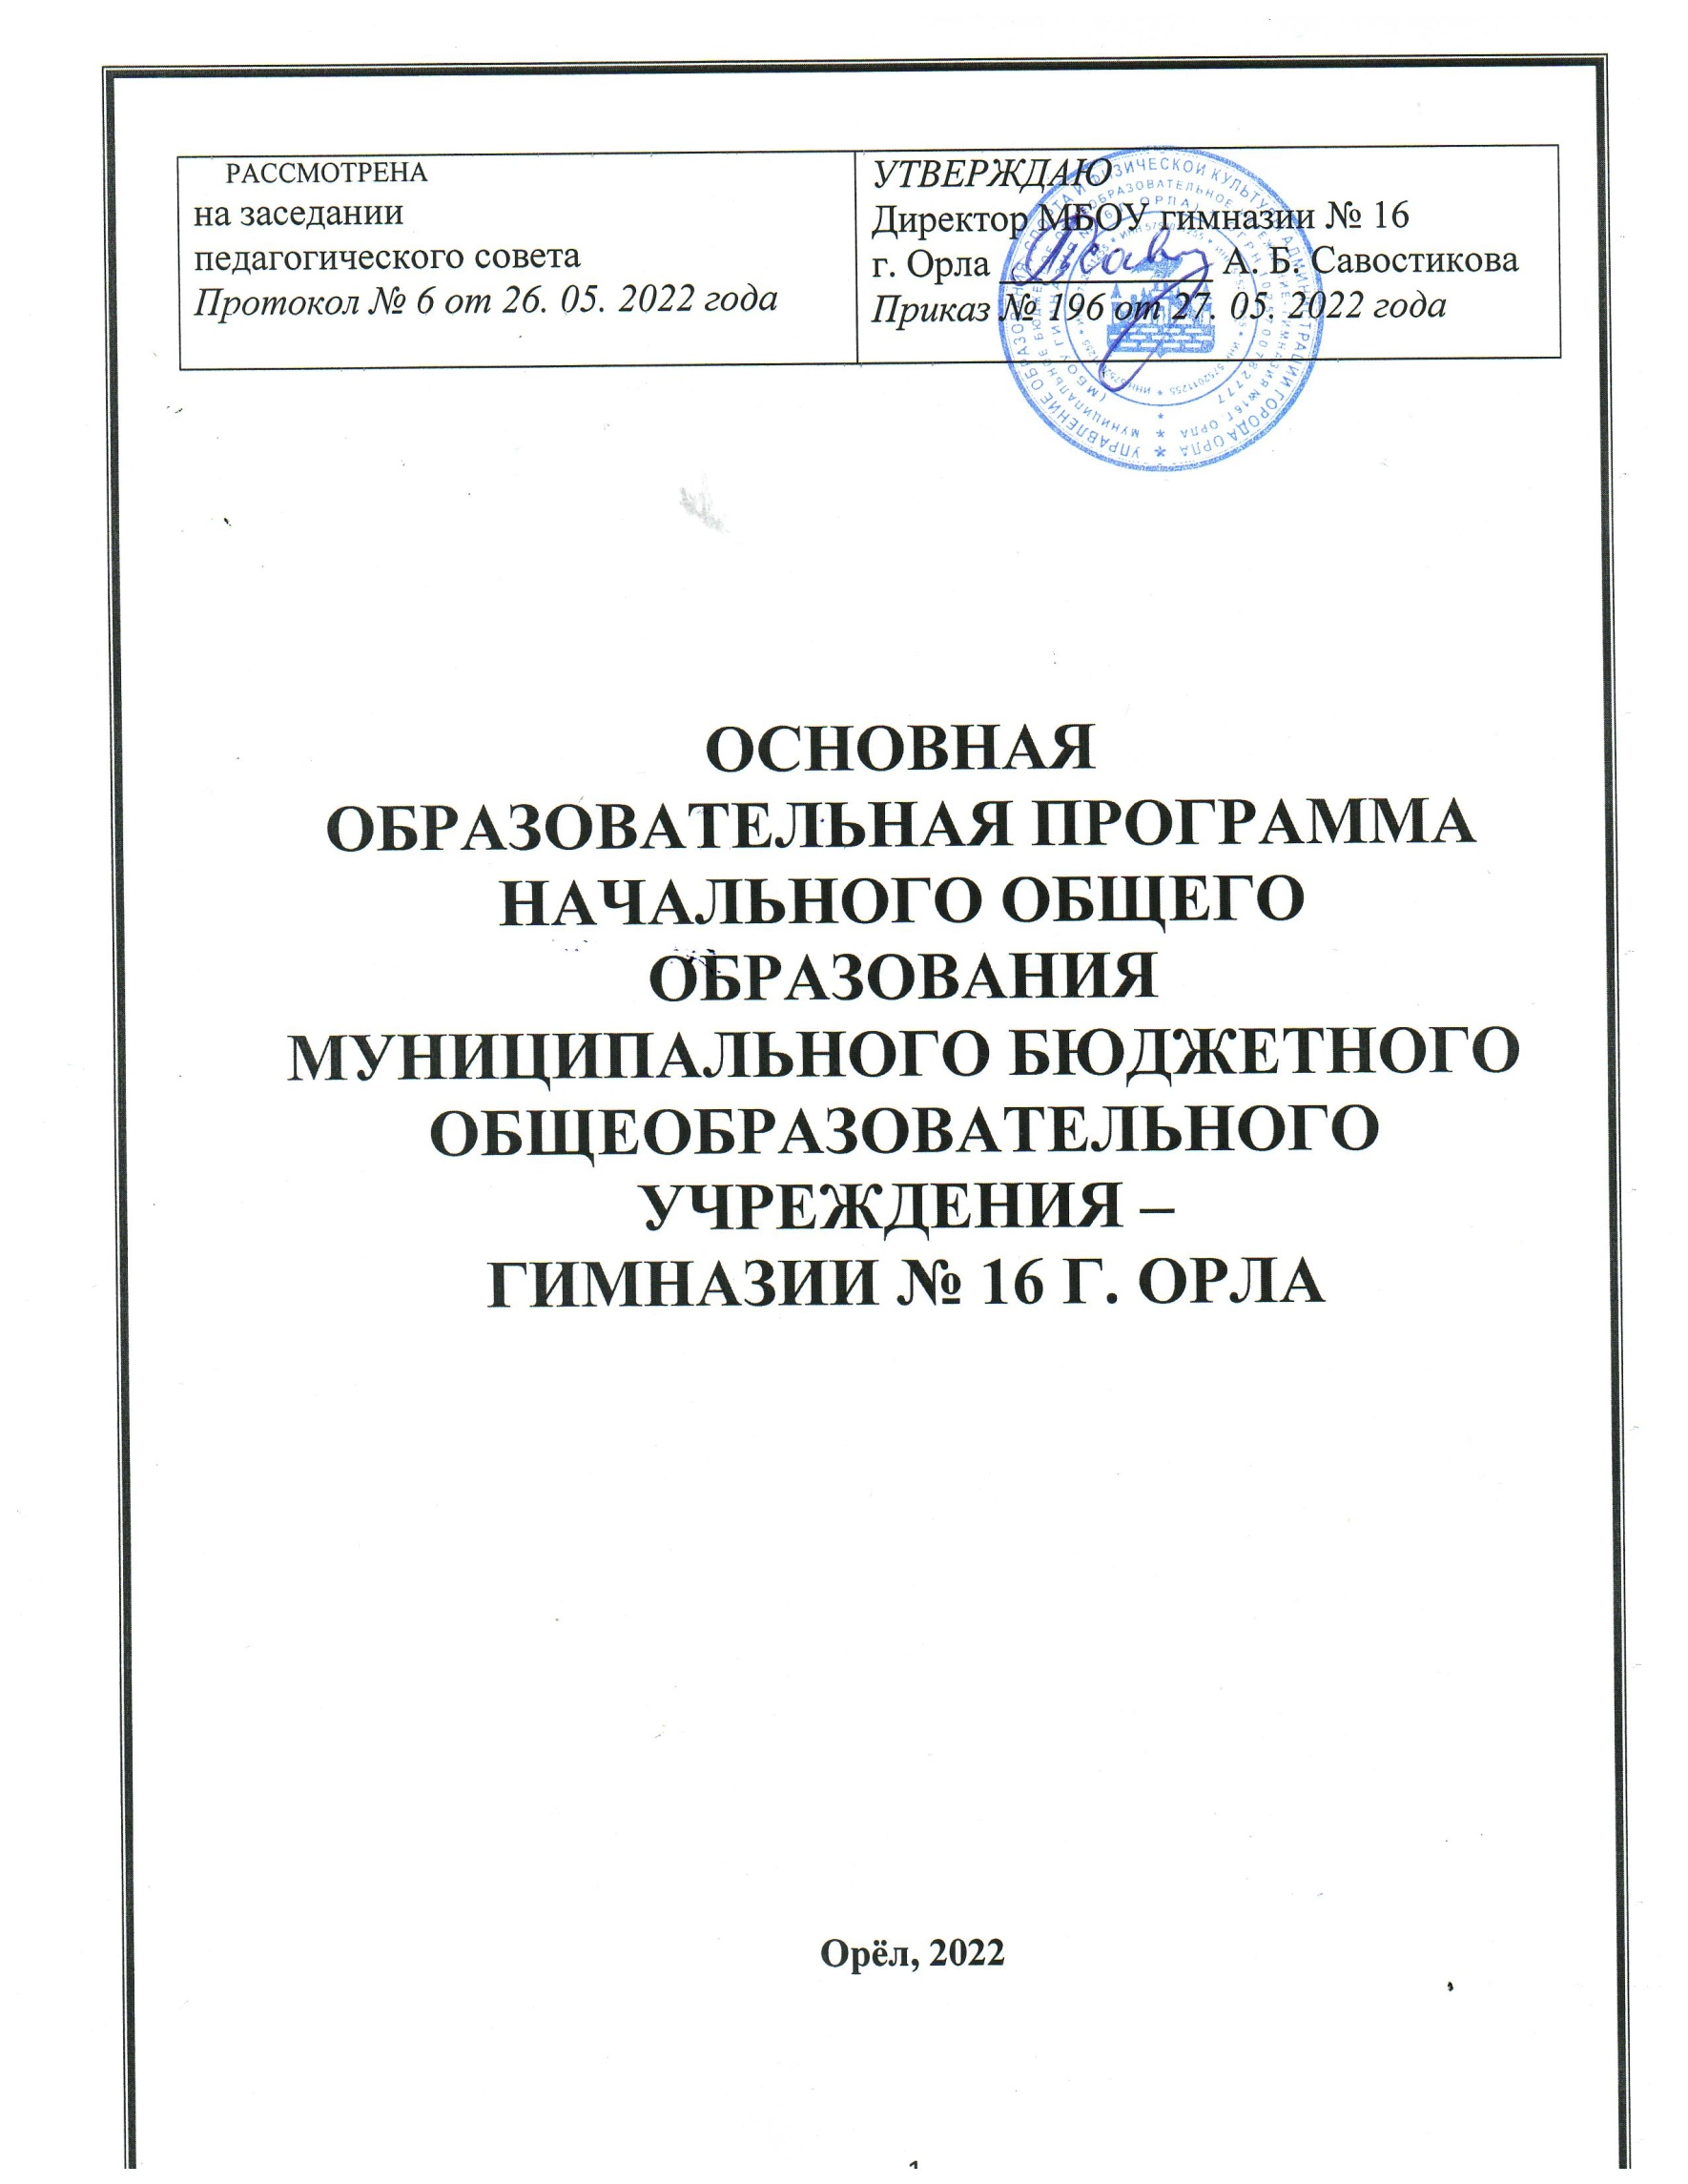 РАССМОТРЕНА
на заседании
педагогического совета
Протокол № 6 от 26. 05. 2022 года
УТВЕРЖДАЮ
Директор МБОУ гимназии № 16
г. Орла А. Б. Савостикова
Приказ № 196 от 27. 05. 2022 года
ОСНОВНАЯ
ОБРАЗОВАТЕЛЬНАЯ ПРОГРАММА
НАЧАЛЬНОГО ОБЩЕГО
ОБРАЗОВАНИЯ
МУНИЦИПАЛЬНОГО БЮДЖЕТНОГО
ОБЩЕОБРАЗОВАТЕЛЬНОГО
УЧРЕЖДЕНИЯ –
ГИМНАЗИИ № 16 Г. ОРЛА
Орёл, 2022
1